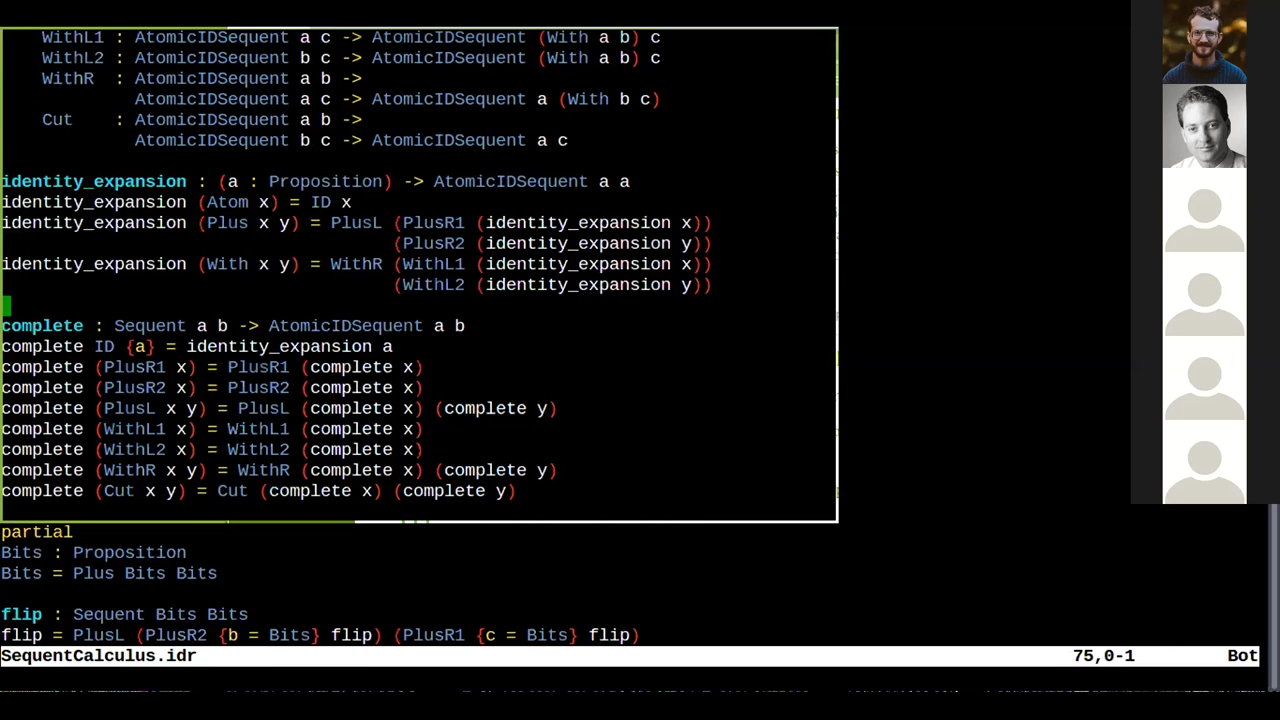 WithL1 : AtomicIDSequent a c -> AtomicIDSequent (With a b) c
WithL2 : AtomicIDSequent b c -> AtomicIDSequent (With a b) c
WithR  : AtomicIDSequent a b ->
AtomicIDSequent a c -> AtomicIDSequent a (With b c)
Cut    : AtomicIDSequent a b ->
AtomicIDSequent b c -> AtomicIDSequent a c
identity_expansion : (a : Proposition) -> AtomicIDSequent a a
identity_expansion (Atom x) = ID x
identity_expansion (Plus x y) = PlusL (PlusR1 (identity_expansion x))
(PlusR2 (identity_expansion y))
identity_expansion (With x y) = WithR (WithL1 (identity_expansion x))
(WithL2 (identity_expansion y))
complete : Sequent a b -> AtomicIDSequent a b
complete ID {a} = identity_expansion a
complete (PlusR1 x) = PlusR1 (complete x)
complete (PlusR2 x) = PlusR2 (complete x)
complete (PlusL x y) = PlusL (complete x) (complete y)
complete (WithL1 x) = WithL1 (complete x)
complete (WithL2 x) = WithL2 (complete x)
complete (WithR x y) = WithR (complete x) (complete y)
complete (Cut x y) = Cut (complete x) (complete y)
partial
Bits : Proposition
Bits = Plus Bits Bits
flip : Sequent Bits Bits
flip = PlusL (PlusR2 {b = Bits} flip) (PlusR1 {c = Bits} flip)
SequentCalculus.idr 75,0-1 Bot